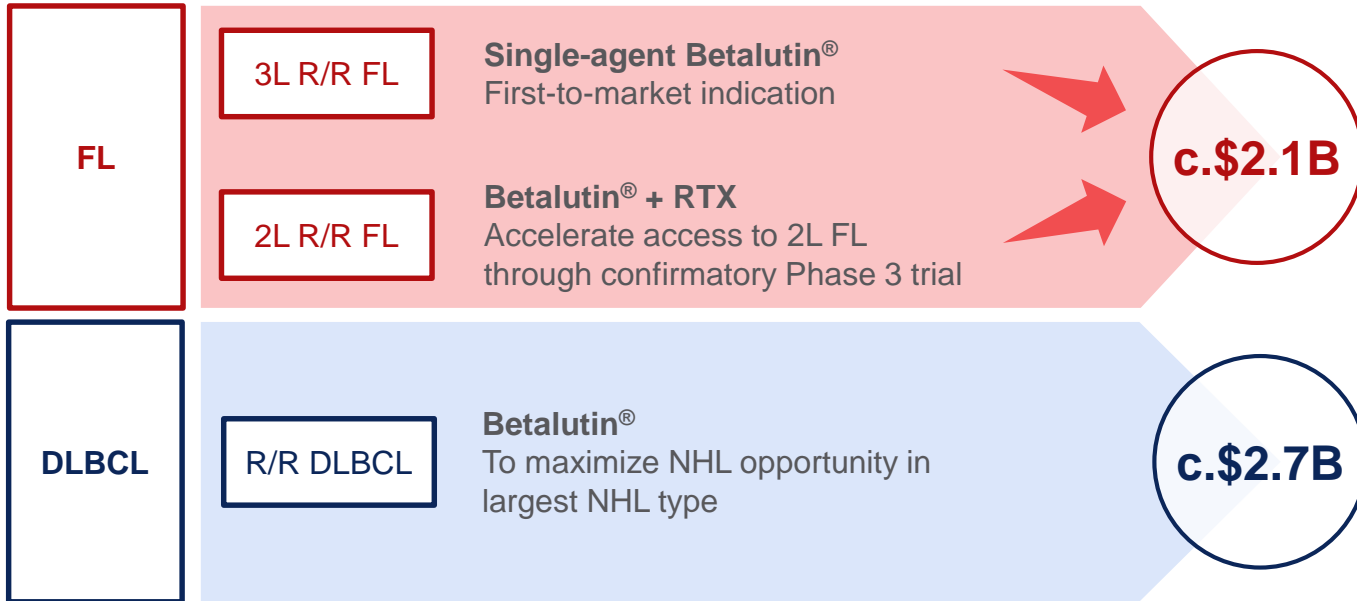 FL
3L R/R FL
Single-agent Betalutin®
First-to-market indication
2L R/R FL
Betalutin® + RTX
Accelerate access to 2L FL
through confirmatory Phase 3 trial
c.$2.1B
DLBCL
R/R DLBCL
Betalutin®
To maximize NHL opportunity in
largest NHL type
c.$2.7B